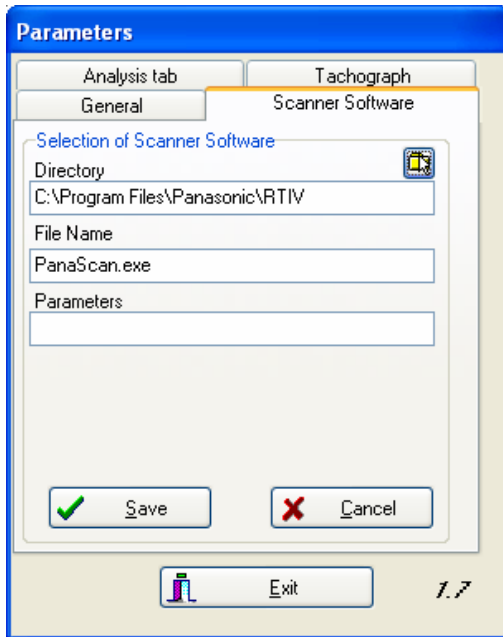 Parameters
Analysis tab
Tachograph
General
Scanner Software
Selection of Scanner Software
Directory
C:\Program Files\Panasonic\RTIV
File Name
PanaScan.exe
Parameters
Save
Cancel
Exit
1.7